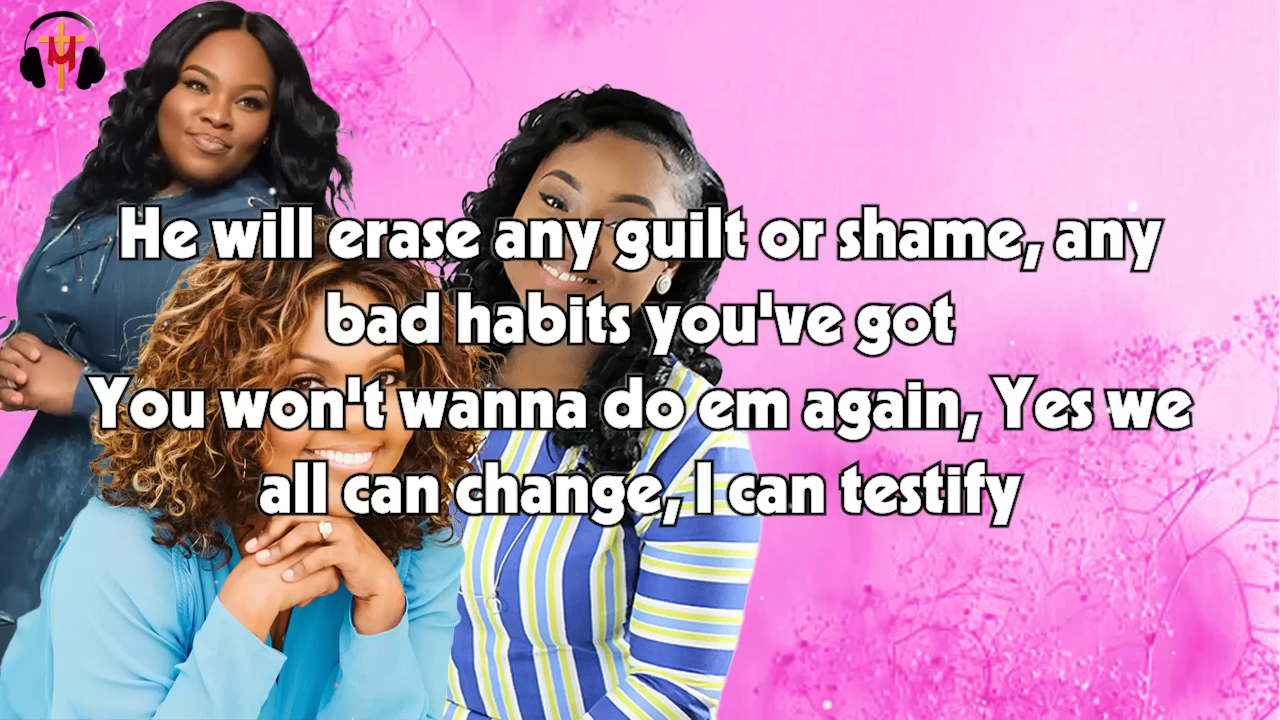 He will erase any guilt or shame, any
bad habits you've got
You won't wanna do em again, Yes we
all can change, I can testify